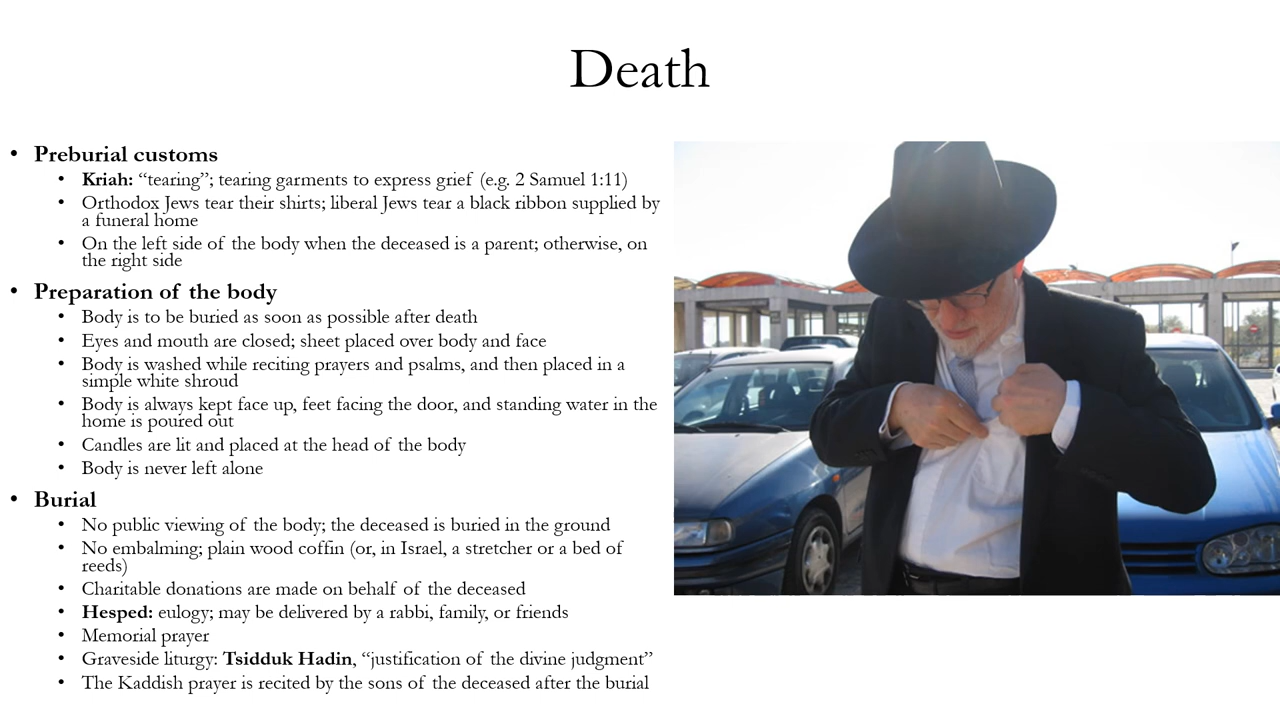 Death
• Preburial customs
• Kriah: “tearing”; tearing garments to express grief (e.g. 2 Samuel 1:11)
• Orthodox Jews tear their shirts; liberal Jews tear a black ribbon supplied by
a funeral home
• On the left side of the body when the deceased is a parent; otherwise, on
the right side
• Preparation of the body
• Body is to be buried as soon as possible after death
• Eyes and mouth are closed; sheet placed over body and face
• Body is washed while reciting prayers and psalms, and then placed in a
simple white shroud
• Body is always kept face up, feet facing the door, and standing water in the
home is poured out
• Candles are lit and placed at the head of the body
• Body is never left alone
• Burial
• No public viewing of the body; the deceased is buried in the ground
• No embalming; plain wood coffin (or, in Israel, a stretcher or a bed of
reeds)
• Charitable donations are made on behalf of the deceased
• Hesped: eulogy; may be delivered by a rabbi, family, or friends
• Memorial prayer
• Graveside liturgy: Tsidduk Hadin, “justification of the divine judgment”
• The Kaddish prayer is recited by the sons of the deceased after the burial